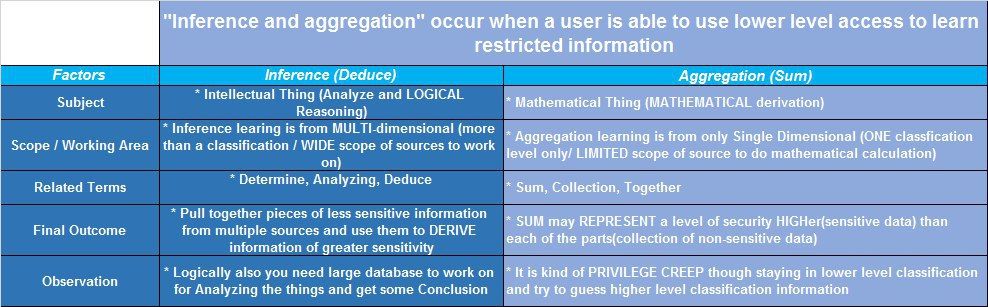 "Inference and aggregation" occur when a user is able to use lower level access to learn
restricted information
Factors
Inference (Deduce)
Aggregation (Sum)
Subject
* Intellectual Thing (Analyze and LOGICAL
Reasoning)
* Mathematical Thing (MATHEMATICAL derivation)
Scope / Working Area
* Inference learing is from MULTI-dimensional (more
than a classification / WIDE scope of sources to work
on)
* Aggregation learning is from only Single Dimensional (ONE classfication
level only/ LIMITED scope of source to do mathematical calculation)
Related Terms
* Determine, Analyzing, Deduce
* Sum, Collection, Together
Final Outcome
* Pull together pieces of less sensitive information
from multiple sources and use them to DERIVE
information of greater sensitivity
* SUM may REPRESENT a level of security HIGHer(sensitive data) than
each of the parts(collection of non-sensitive data)
Observation
* Logically also you need large database to work on
for Analyzing the things and get some Conclusion
* It is kind of PRIVILEGE CREEP though staying in lower level classification
and try to guess higher level classification information